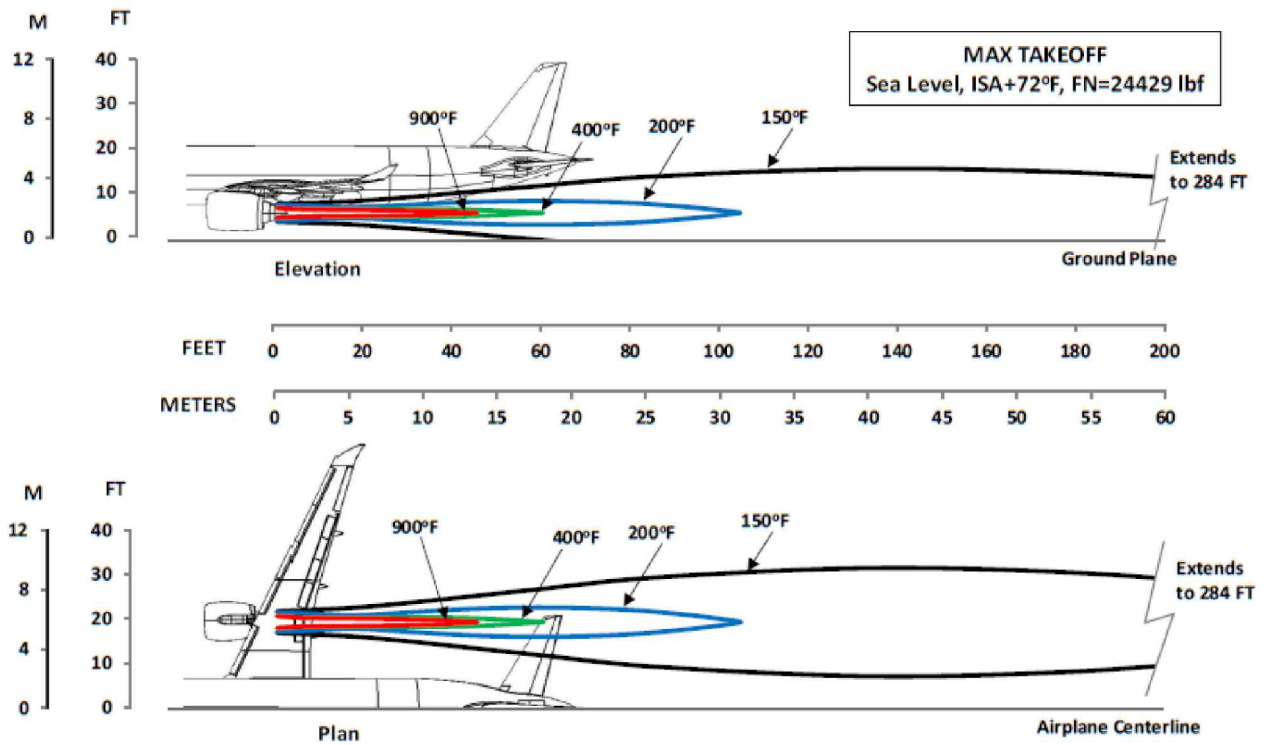 M FT
12 40
MAX TAKEOFF
Sea Level, ISA+72ºF, FN=24429 lbf
8 30
900ºF 400ºF 200ºF 150ºF
20
4
Extends
to 284 FT
10
0 0
Ground Plane
Elevation
FEET 0 20 40 60 80 100 120 140 160 180 200
METERS 0 5 10 15 20 25 30 35 40 45 50 55 60
M FT
12 40
900ºF 400ºF 200ºF 150ºF
8 30
Extends
to 284 FT
20
4
10
0 0
Plan
Airplane Centerline